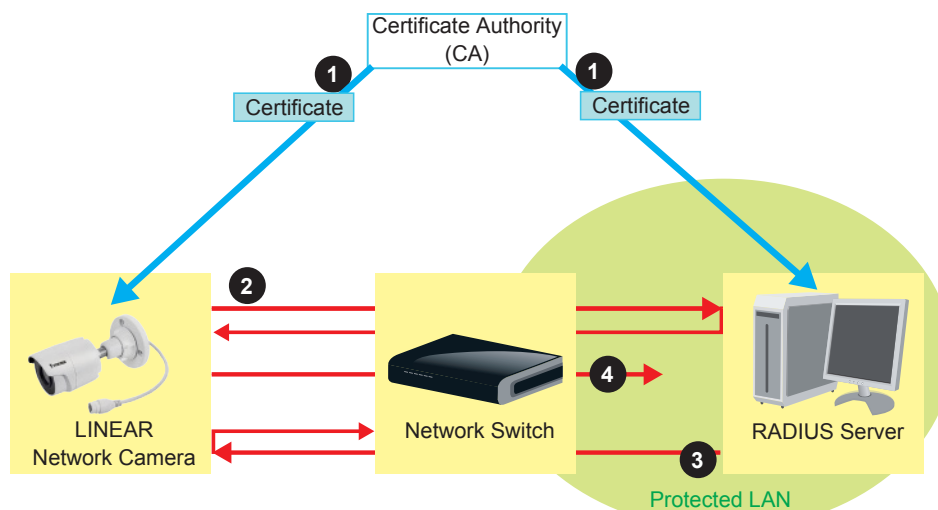 Certificate Authority
(CA)
1
1
Certificate
Certificate
2
4
LINEAR
Network Camera
Network Switch
RADIUS Server
3
Protected LAN